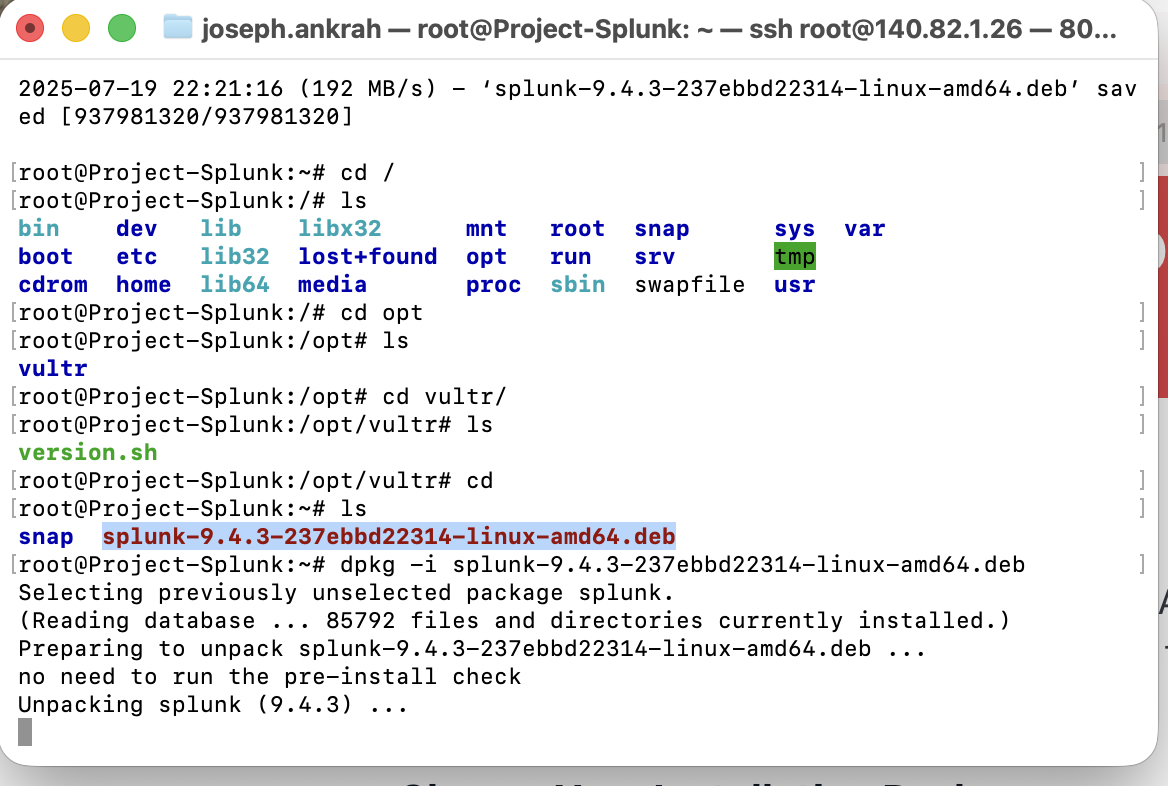 joseph.ankrah — root@Project-Splunk: ~ — ssh root@140.82.1.26 — 80...
2025-07-19 22:21:16 (192 MB/s) - ‘splunk-9.4.3-237ebbd22314-linux-amd64.deb’ sav
ed [937981320/937981320]
[root@Project-Splunk:~# cd / ]
[root@Project-Splunk:/# ls ]
bin dev lib libx32 mnt root snap sys var
boot etc lib32 lost+found opt run srv tmp
cdrom home lib64 media proc sbin swapfile usr
[root@Project-Splunk:/# cd opt ]
[root@Project-Splunk:/opt# ls ]
vultr
[root@Project-Splunk:/opt# cd vultr/ ]
[root@Project-Splunk:/opt/vultr# ls ]
version.sh
[root@Project-Splunk:/opt/vultr# cd ]
[root@Project-Splunk:~# ls ]
snap splunk-9.4.3-237ebbd22314-linux-amd64.deb
[root@Project-Splunk:~# dpkg -i splunk-9.4.3-237ebbd22314-linux-amd64.deb ]
Selecting previously unselected package splunk.
(Reading database ... 85792 files and directories currently installed.)
Preparing to unpack splunk-9.4.3-237ebbd22314-linux-amd64.deb ...
no need to run the pre-install check
Unpacking splunk (9.4.3) ...